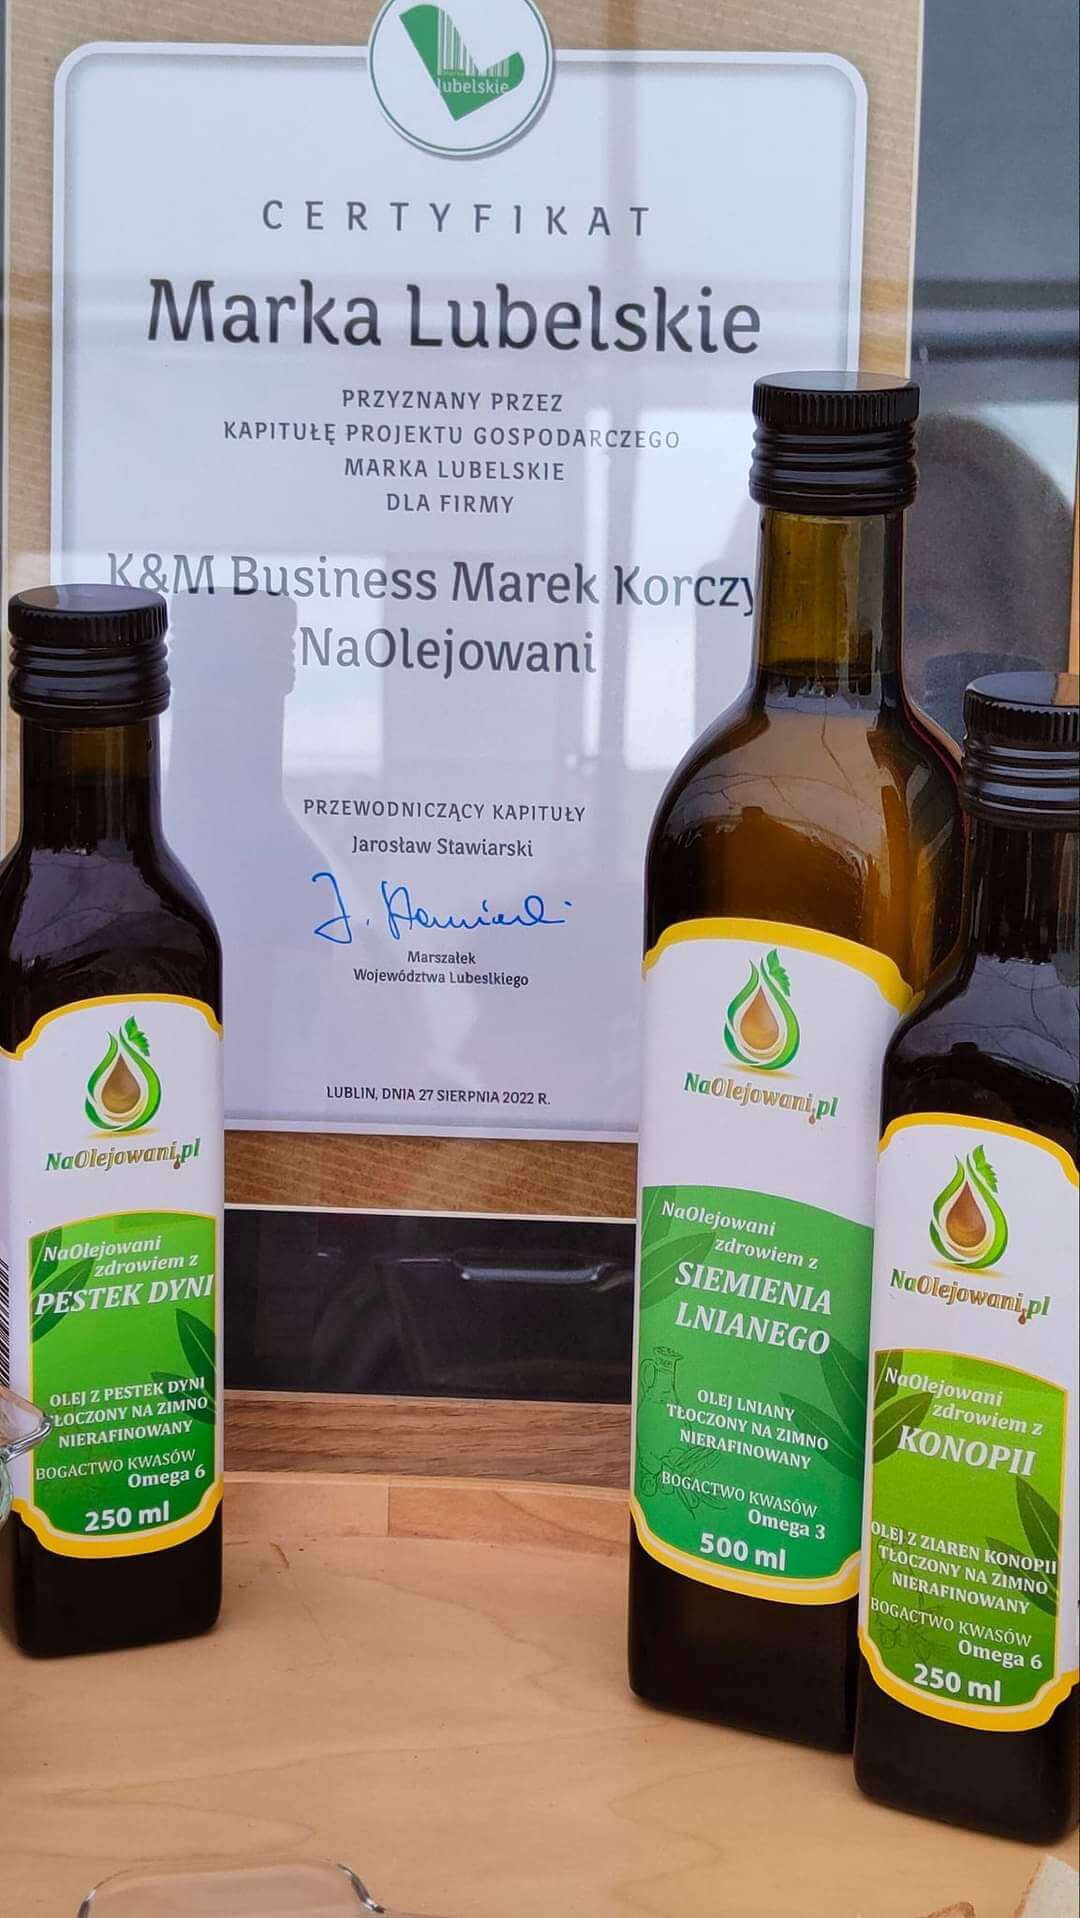 lubelskie
CERTYFIKAT
Marka Lubelskie
PRZYZNANY PRZEZ
KAPITUŁĘ PROJEKTU GOSPODARCZEGO
MARKA LUBELSKIE
DLA FIRMY
K&M Business Marek Korczy
NaOlejowani
PRZEWODNICZĄCY KAPITUŁY
Jarosław Stawiarski
J. Stawiarski
Marszałek
Województwa Lubeslkiego
LUBLIN, DNIA 27 SIERPNIA 2022 R.
NaOlejowani.pl
NaOlejowani
zdrowiem z
PESTEK DYNI
OLEJ Z PESTEK DYNI
TŁOCZONY NA ZIMNO
NIERAFINOWANY
BOGACTWO KWASÓW
Omega 6
250 ml
NaOlejowani.pl
NaOlejowani
zdrowiem z
SIEMIENIA
LNIANEGO
OLEJ LNIANY
TŁOCZONY NA ZIMNO
NIERAFINOWANY
BOGACTWO KWASÓW
Omega 3
500 ml
NaOlejowani.pl
NaOlejowani
zdrowiem z
KONOPII
OLEJ Z ZIAREN KONOPII
TŁOCZONY NA ZIMNO
NIERAFINOWANY
BOGACTWO KWASÓW
Omega 6
250 ml